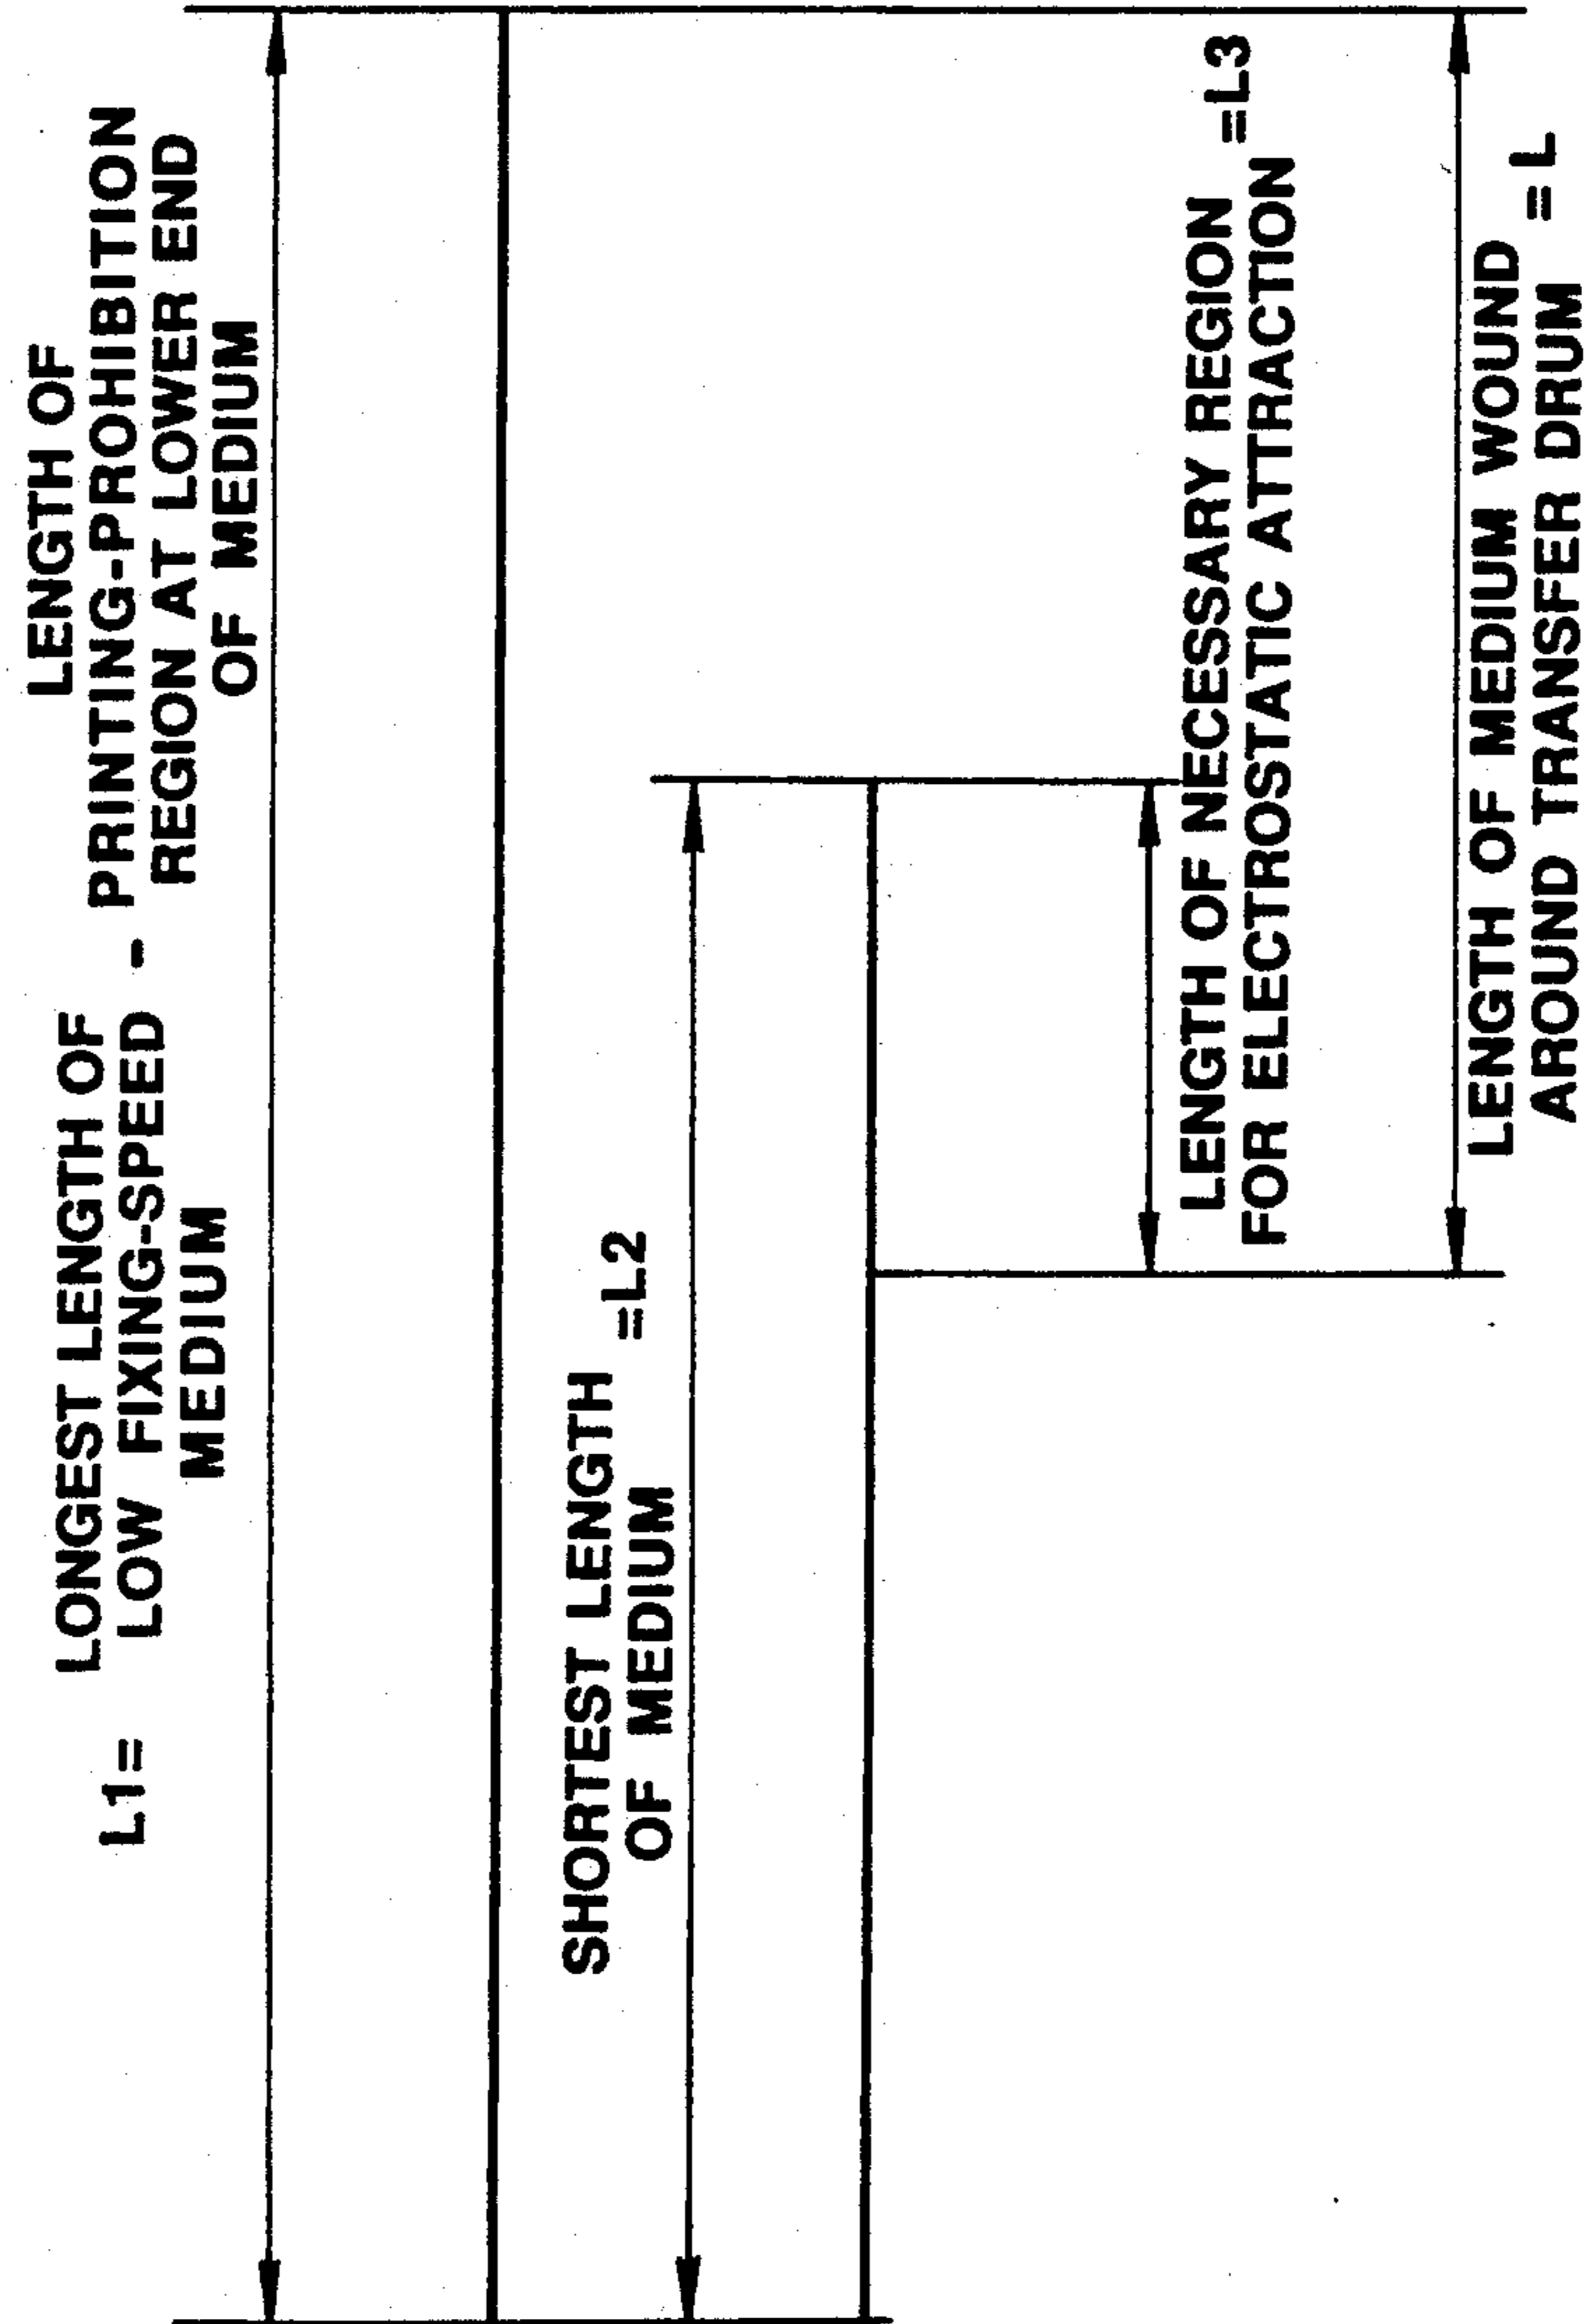 L1=
LONGEST LENGTH OF
LOW FIXING-SPEED
MEDIUM
-
LENGTH OF
PRINTING-PROHIBITION
REGION AT LOWER END
OF MEDIUM
SHORTEST LENGTH
OF MEDIUM
=L2
LENGTH OF NECESSARY REGION
FOR ELECTROSTATIC ATTRACTION
=L3
LENGTH OF MEDIUM WOUND
AROUND TRANSFER DRUM
=L